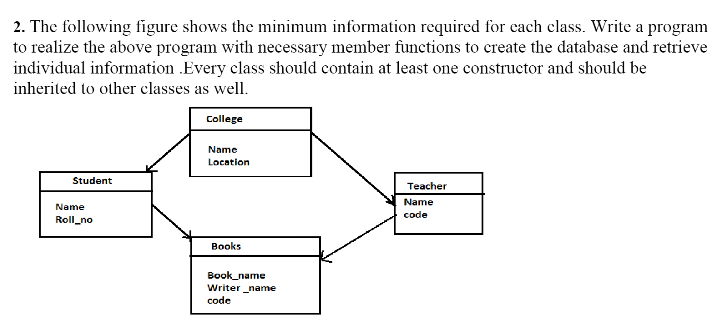 2. The following figure shows the minimum information required for each class. Write a program
to realize the above program with necessary member functions to create the database and retrieve
individual information .Every class should contain at least one constructor and should be
inherited to other classes as well.
College
Name
Location
Student
Name
Roll_no
Teacher
Name
code
Books
Book_name
Writer _name
code